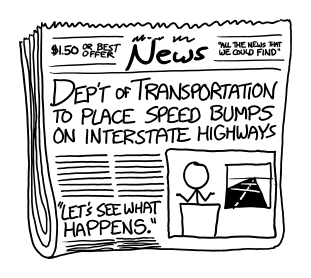 $1.50 OR BEST
OFFER
News
"ALL THE NEWS THAT
WE COULD FIND"
DEP'T OF TRANSPORTATION
TO PLACE SPEED BUMPS
ON INTERSTATE HIGHWAYS
"LET'S SEE WHAT
HAPPENS."